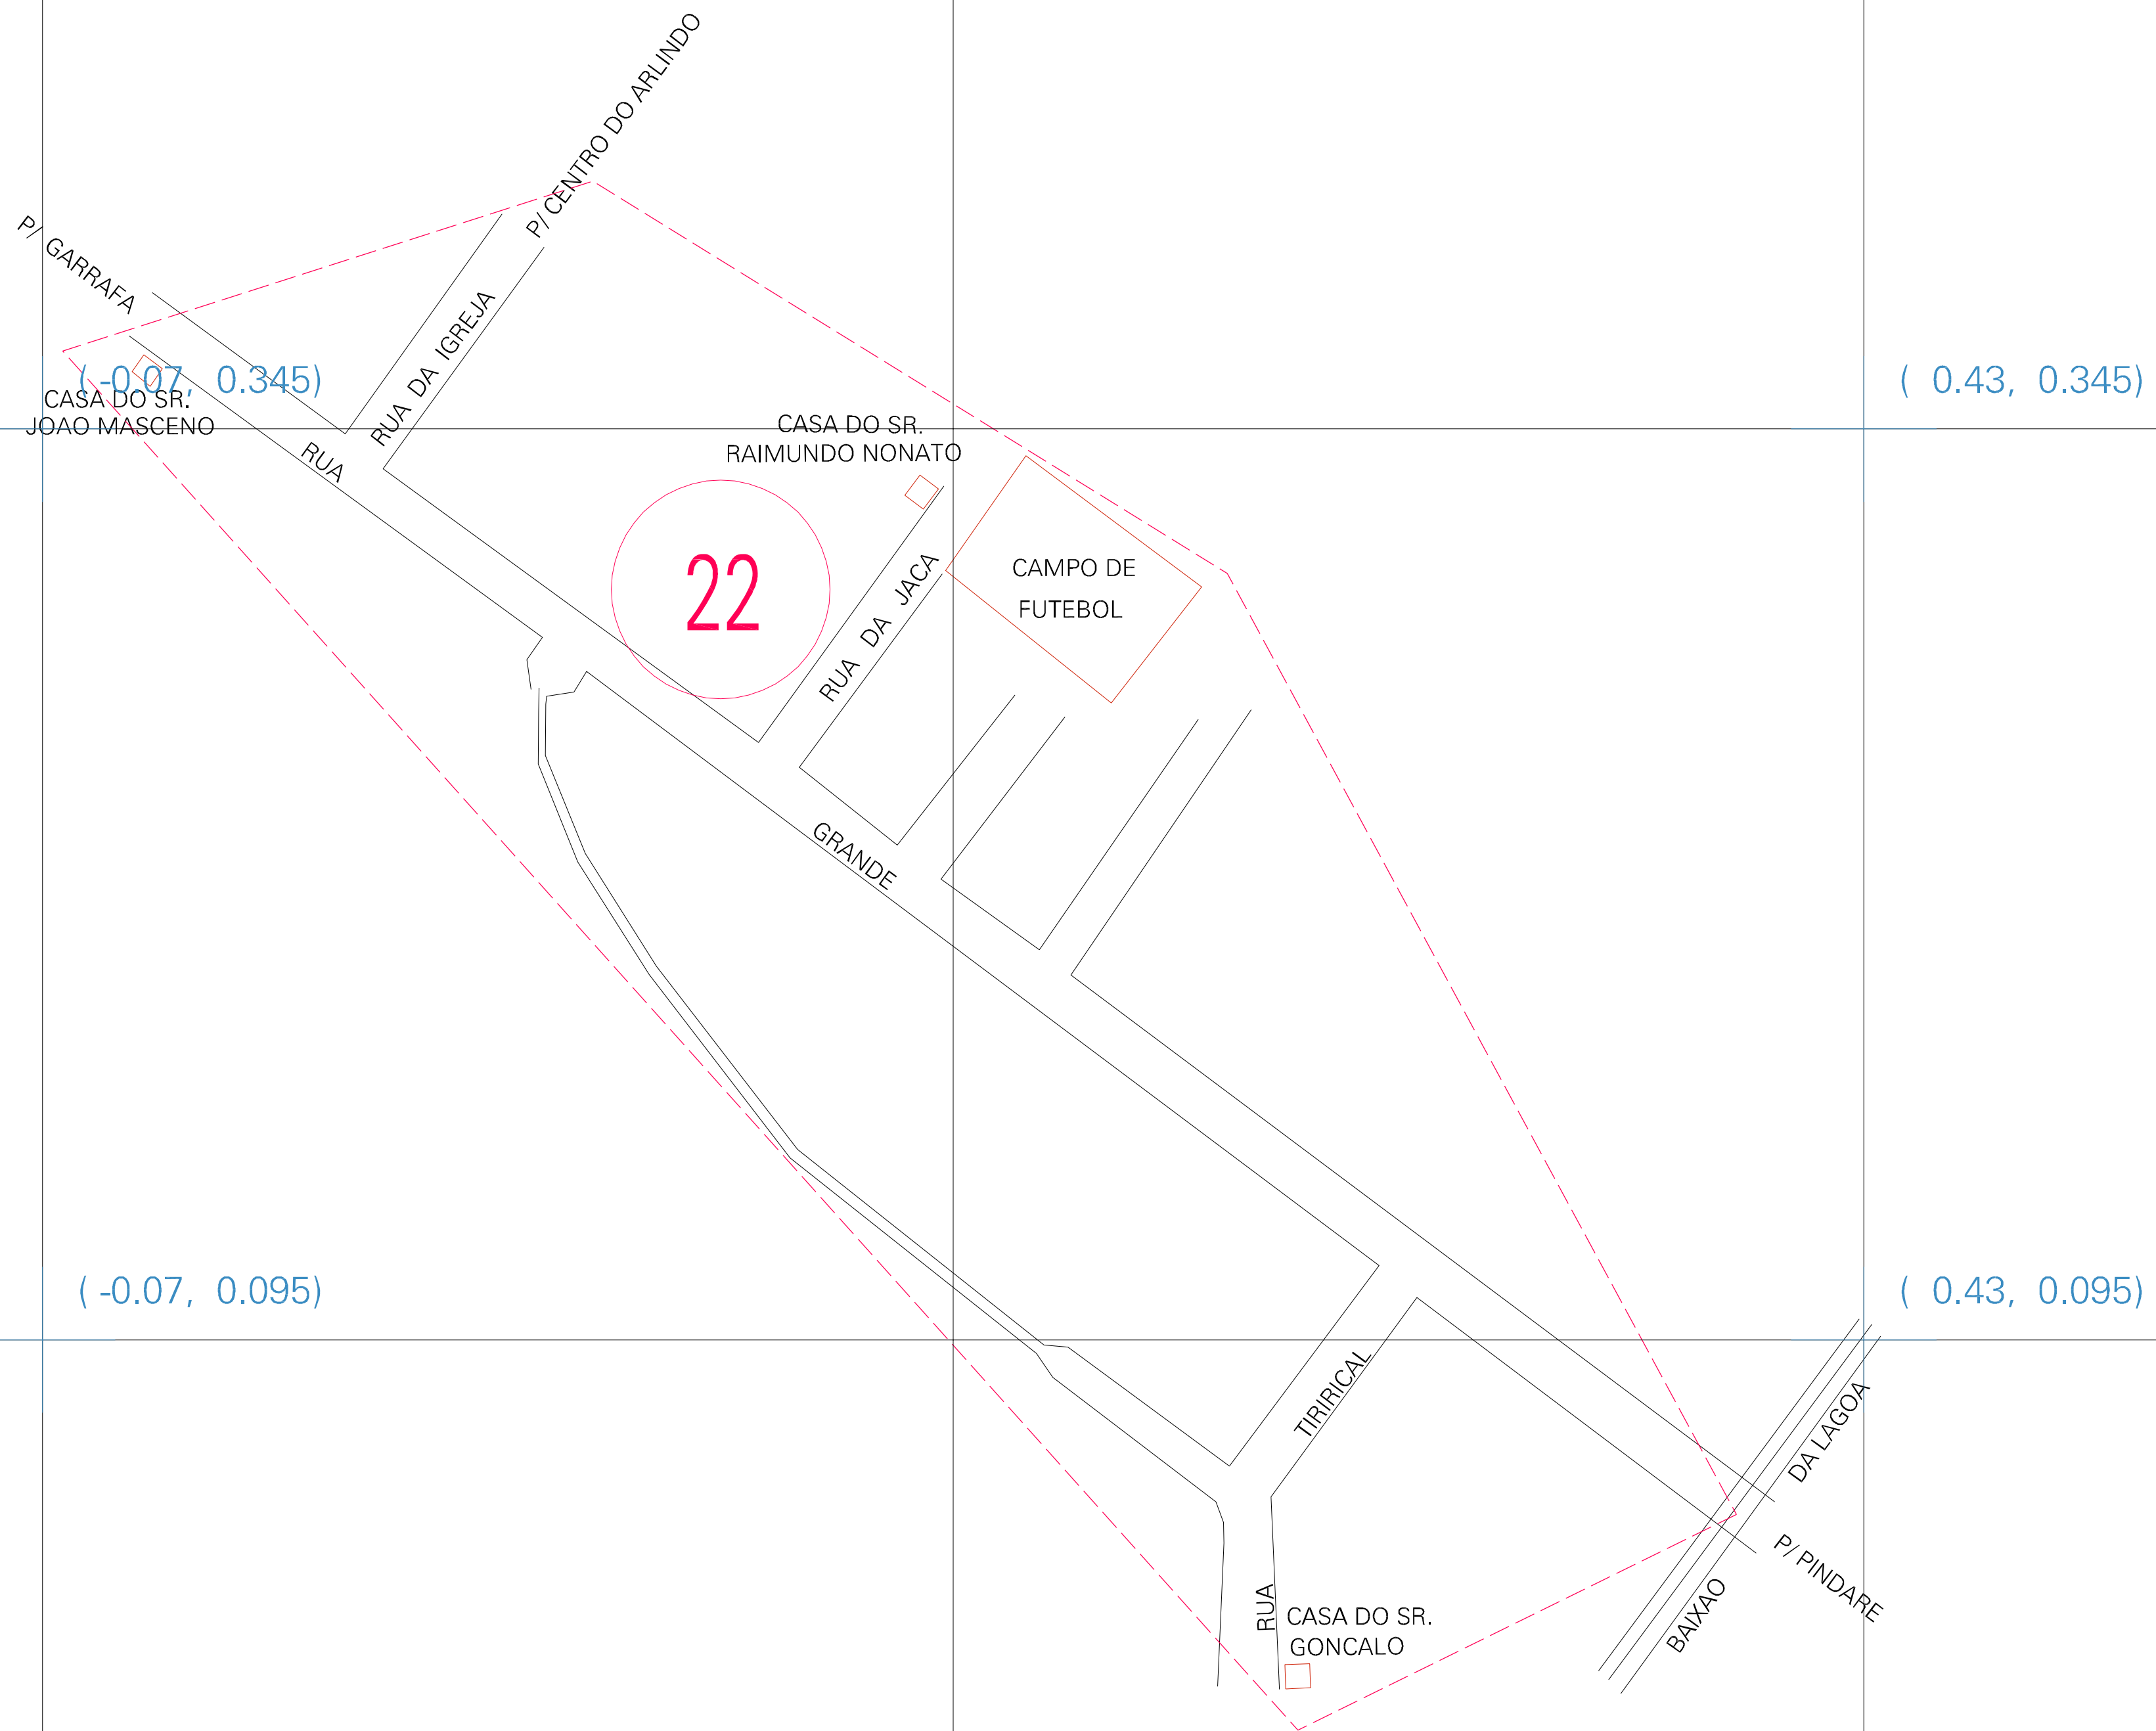 P/ CENTRO DO ARLINDO
P/ GARRAFA
RUA DA IGREJA
(-0.07, 0.345)
( 0.43, 0.345)
CASA DO SR.
JOAO MASCENO
CASA DO SR.
RAIMUNDO NONATO
RUA
22
RUA DA JACA
CAMPO DE
FUTEBOL
GRANDE
(-0.07, 0.095)
( 0.43, 0.095)
TIRIRICAL
DA LAGOA
P/ PINDARE
BAIXAO
RUA
CASA DO SR.
GONCALO